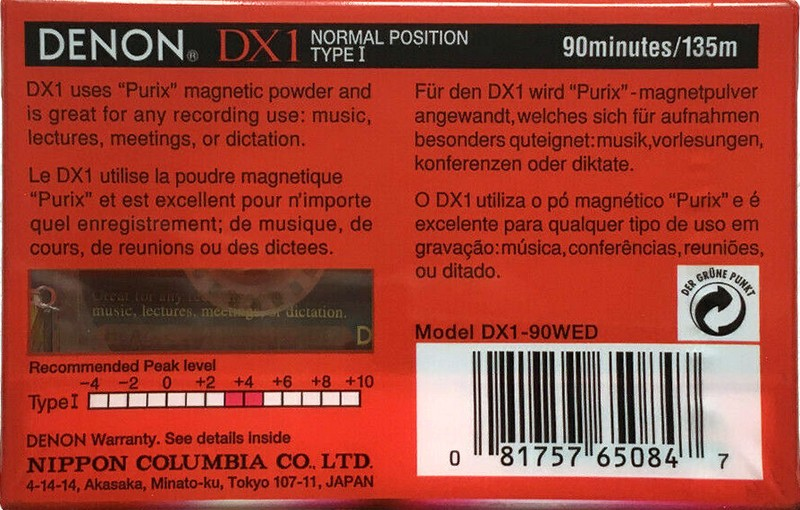 DENON® DX1 NORMAL POSITION TYPE I 90minutes/135m
DX1 uses “Purix” magnetic powder and
is great for any recording use: music,
lectures, meetings, or dictation.
Le DX1 utilise la poudre magnetique
“Purix” et est excellent pour n'importe
quel enregistrement; de musique, de
cours, de reunions ou des dictees.
Für den DX1 wird “Purix”-magnetpulver
angewandt, welches sich für aufnahmen
besonders quteignet: musik, vorlesungen,
konferenzen oder diktate.
O DX1 utiliza o pó magnético “Purix” e é
excelente para qualquer tipo de uso em
gravação: música, conferências, reuniões,
ou ditado.
Great for any
music, lectures, meetings, or dictation.
D
DER GRÜNE PUNKT
Recommended Peak level
-4 -2 0 +2 +4 +6 +8 +10
Type I
DENON Warranty. See details inside
NIPPON COLUMBIA CO., LTD.
4-14-14, Akasaka, Minato-ku, Tokyo 107-11, JAPAN
Model DX1-90WED
0 81757 65084 7